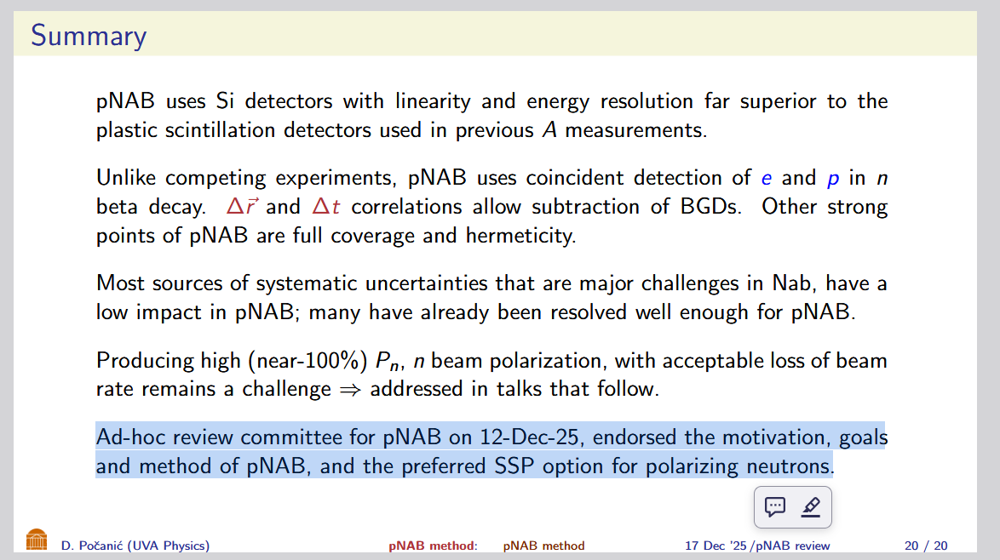 Summary
pNAB uses Si detectors with linearity and energy resolution far superior to the
plastic scintillation detectors used in previous A measurements.
Unlike competing experiments, pNAB uses coincident detection of e and p in n
beta decay. Δr⃗ and Δt correlations allow subtraction of BGDs. Other strong
points of pNAB are full coverage and hermeticity.
Most sources of systematic uncertainties that are major challenges in Nab, have a
low impact in pNAB; many have already been resolved well enough for pNAB.
Producing high (near-100%) Pₙ, n beam polarization, with acceptable loss of beam
rate remains a challenge ⇒ addressed in talks that follow.
Ad-hoc review committee for pNAB on 12-Dec-25, endorsed the motivation, goals
and method of pNAB, and the preferred SSP option for polarizing neutrons.
D. Počanić (UVA Physics) pNAB method: pNAB method 17 Dec '25 /pNAB review 20 / 20